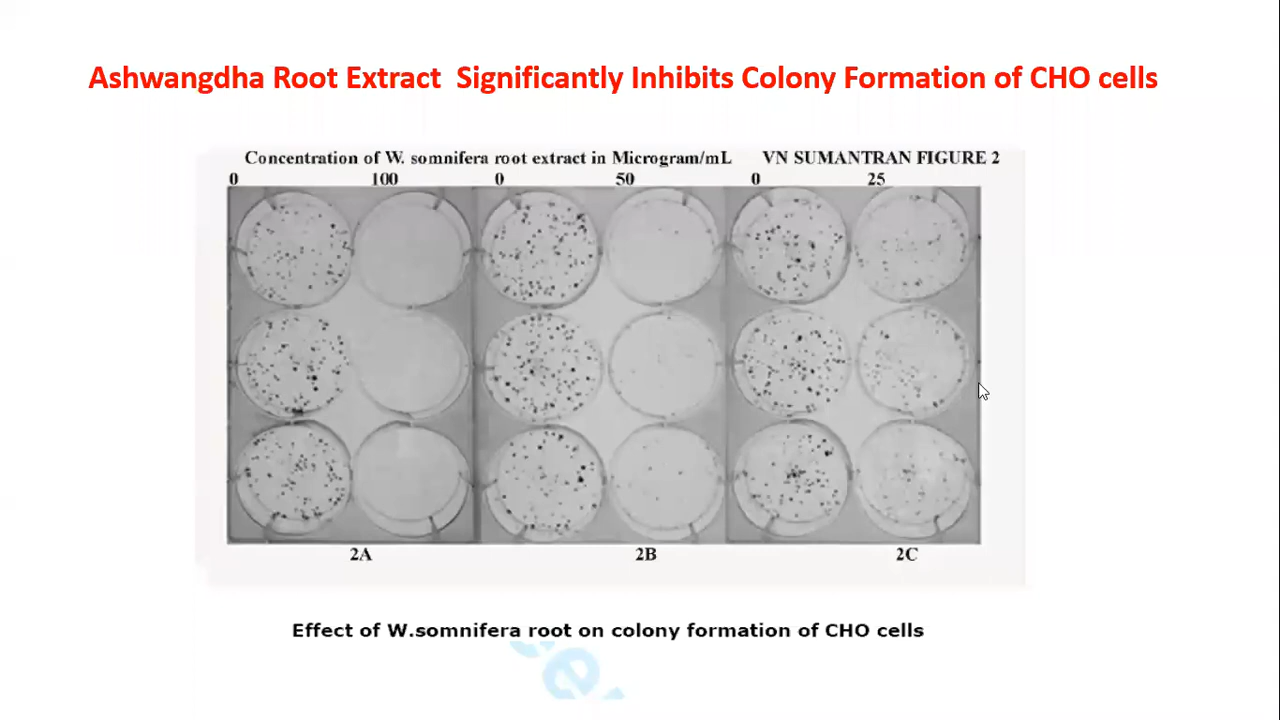 Ashwangdha Root Extract Significantly Inhibits Colony Formation of CHO cells
Concentration of W. somnifera root extract in Microgram/mL VN SUMANTRAN FIGURE 2
0 100 0 50 0 25
2A 2B 2C
Effect of W.somnifera root on colony formation of CHO cells